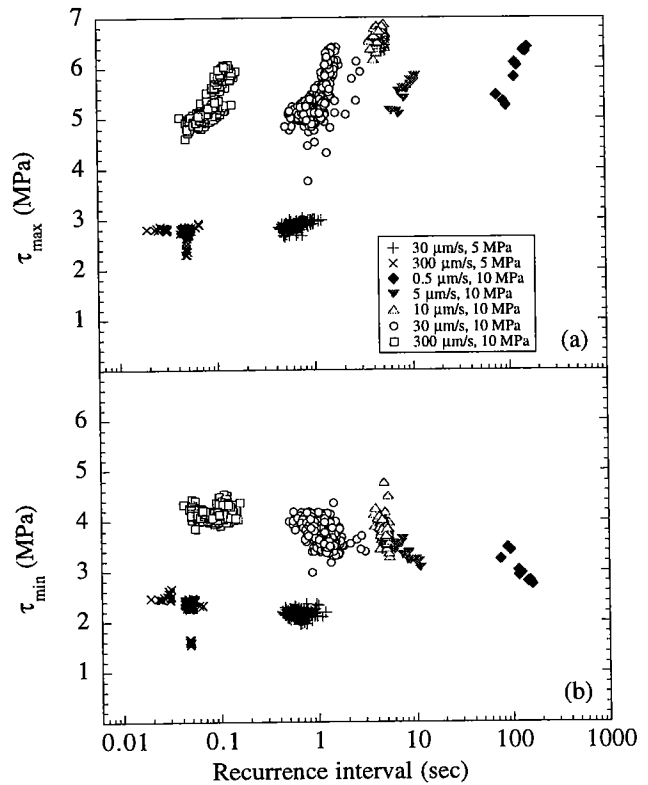 7
6
5
4
3
2
1
τmax (MPa)
+ 30 μm/s, 5 MPa
× 300 μm/s, 5 MPa
◆ 0.5 μm/s, 10 MPa
▼ 5 μm/s, 10 MPa
△ 10 μm/s, 10 MPa
○ 30 μm/s, 10 MPa
□ 300 μm/s, 10 MPa
(a)
6
5
4
3
2
1
τmin (MPa)
(b)
0.01 0.1 1 10 100 1000
Recurrence interval (sec)